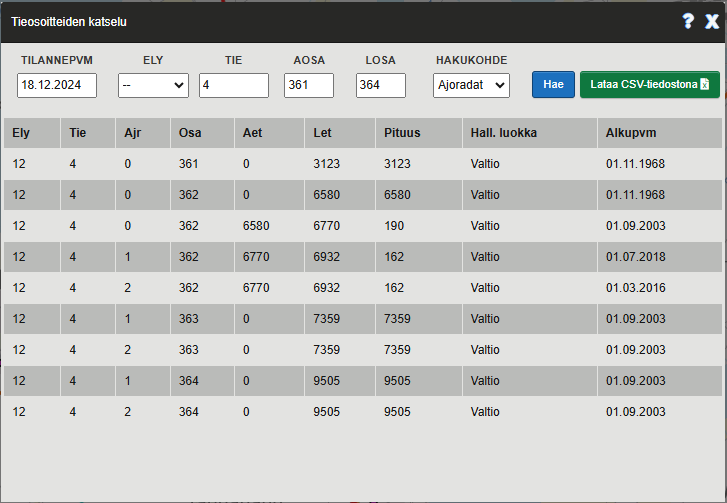 Tieosoitteiden katselu ? X
TILANNEPVM ELY TIE AOSA LOSA HAKUKOHDE
18.12.2024 -- 4 361 364 Ajoradat Hae Lataa CSV-tiedostona
Ely Tie Ajr Osa Aet Let Pituus Hall. luokka Alkupvm
12 4 0 361 0 3123 3123 Valtio 01.11.1968
12 4 0 362 0 6580 6580 Valtio 01.11.1968
12 4 0 362 6580 6770 190 Valtio 01.09.2003
12 4 1 362 6770 6932 162 Valtio 01.07.2018
12 4 2 362 6770 6932 162 Valtio 01.03.2016
12 4 1 363 0 7359 7359 Valtio 01.09.2003
12 4 2 363 0 7359 7359 Valtio 01.09.2003
12 4 1 364 0 9505 9505 Valtio 01.09.2003
12 4 2 364 0 9505 9505 Valtio 01.09.2003